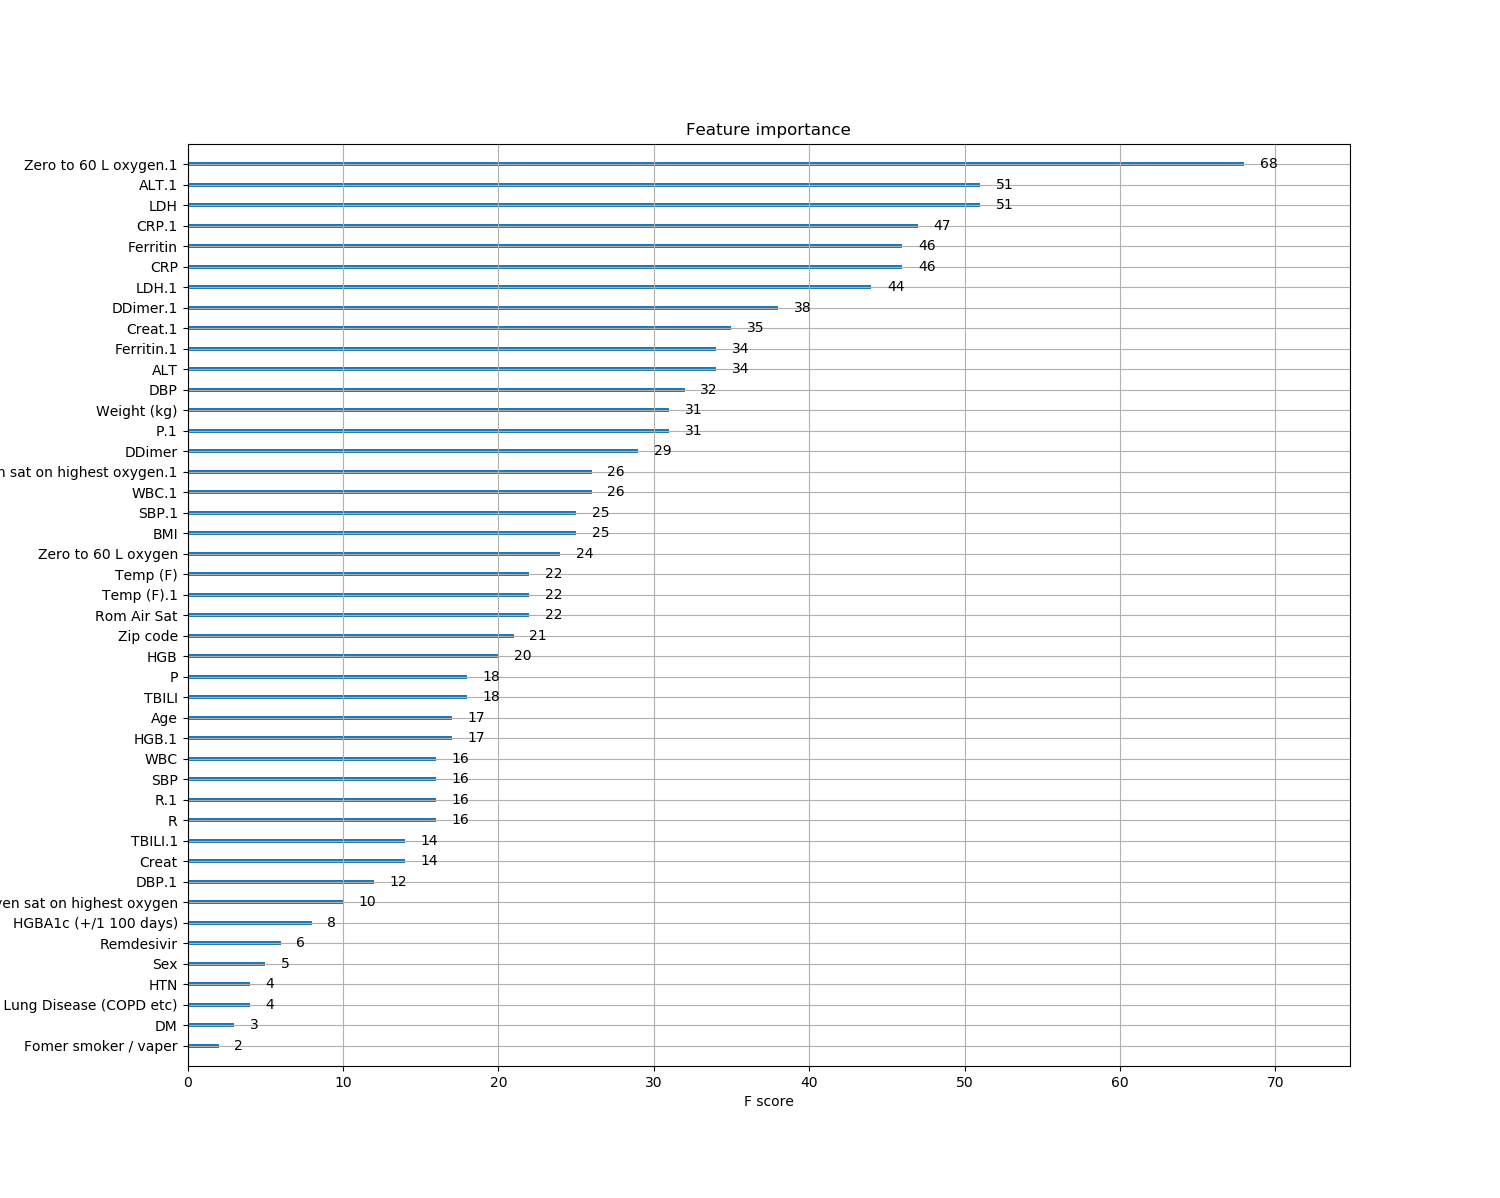 Feature importance
Zero to 60 L oxygen.1 68
ALT.1 51
LDH 51
CRP.1 47
Ferritin 46
CRP 46
LDH.1 44
DDimer.1 38
Creat.1 35
Ferritin.1 34
ALT 34
DBP 32
Weight (kg) 31
P.1 31
DDimer 29
sat on highest oxygen.1 26
WBC.1 26
SBP.1 25
BMI 25
Zero to 60 L oxygen 24
Temp (F) 22
Temp (F).1 22
Rom Air Sat 22
Zip code 21
HGB 20
P 18
TBILI 18
Age 17
HGB.1 17
WBC 16
SBP 16
R.1 16
R 16
TBILI.1 14
Creat 14
DBP.1 12
sat on highest oxygen 10
HGBA1c (+/1 100 days) 8
Remdesivir 6
Sex 5
HTN 4
Lung Disease (COPD etc) 4
DM 3
Fomer smoker / vaper 2
0 10 20 30 40 50 60 70
F score